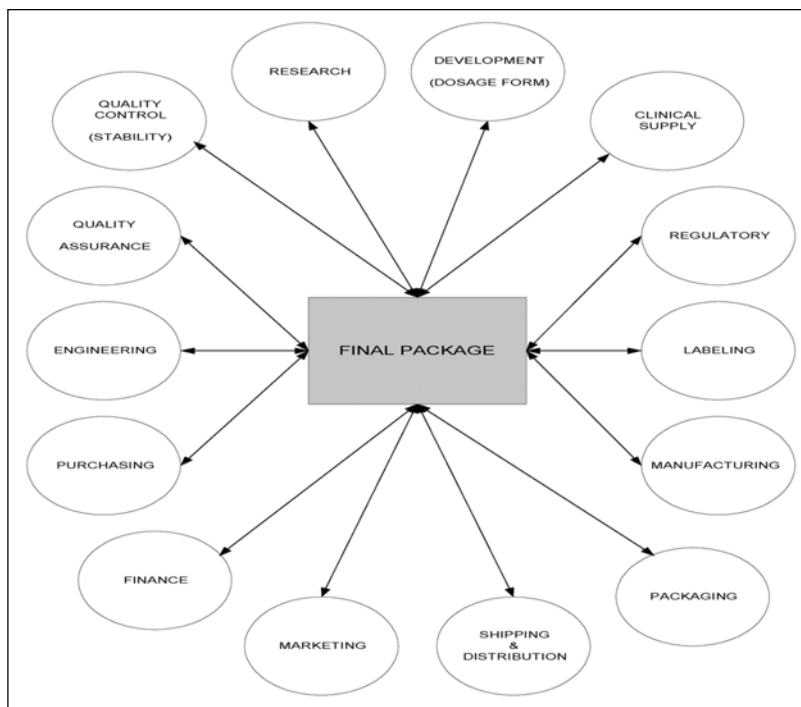 RESEARCH
DEVELOPMENT
(DOSAGE FORM)
QUALITY
CONTROL
(STABILITY)
CLINICAL
SUPPLY
QUALITY
ASSURANCE
REGULATORY
ENGINEERING
FINAL PACKAGE
LABELING
PURCHASING
MANUFACTURING
FINANCE
PACKAGING
MARKETING
SHIPPING
&
DISTRIBUTION